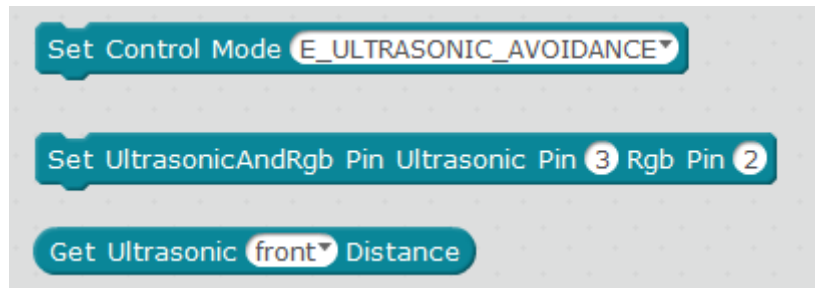 Set Control Mode E_ULTRASONIC_AVOIDANCE
Set UltrasonicAndRgb Pin Ultrasonic Pin 3 Rgb Pin 2
Get Ultrasonic front Distance